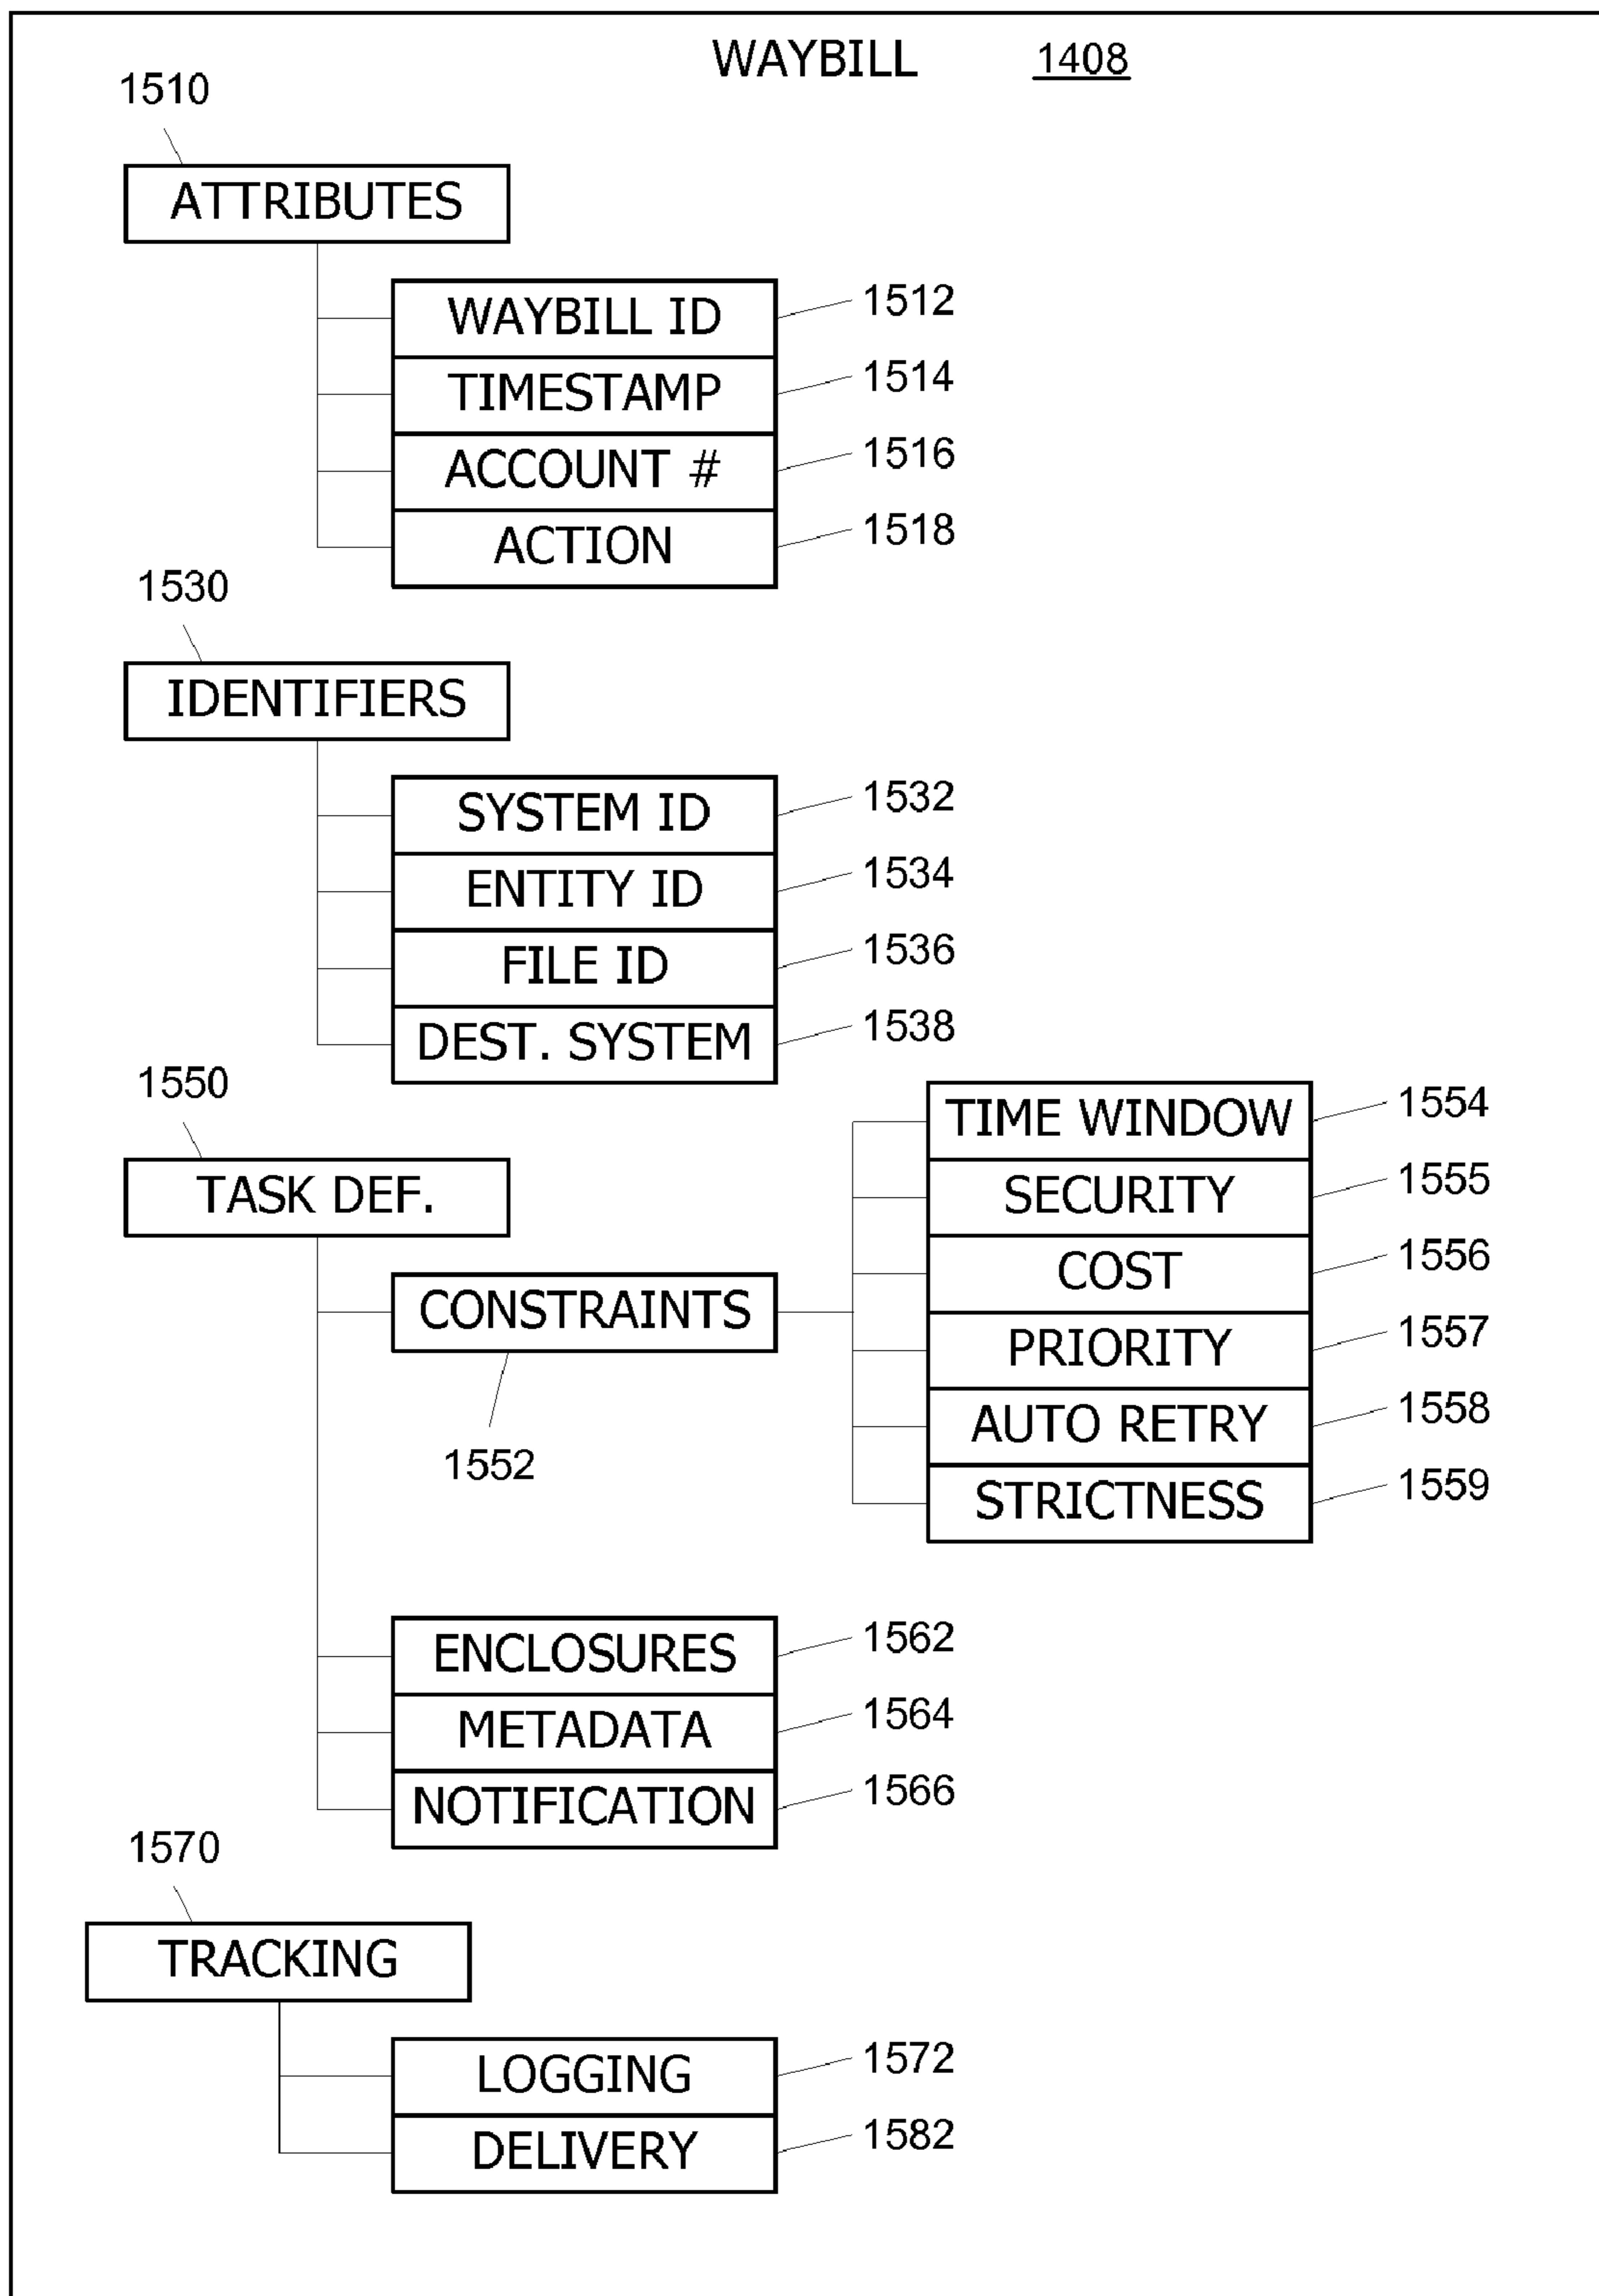 WAYBILL 1408
1510
ATTRIBUTES
WAYBILL ID 1512
TIMESTAMP 1514
ACCOUNT # 1516
ACTION 1518
1530
IDENTIFIERS
SYSTEM ID 1532
ENTITY ID 1534
FILE ID 1536
DEST. SYSTEM 1538
1550
TASK DEF.
CONSTRAINTS
1552
TIME WINDOW 1554
SECURITY 1555
COST 1556
PRIORITY 1557
AUTO RETRY 1558
STRICTNESS 1559
ENCLOSURES 1562
METADATA 1564
NOTIFICATION 1566
1570
TRACKING
LOGGING 1572
DELIVERY 1582